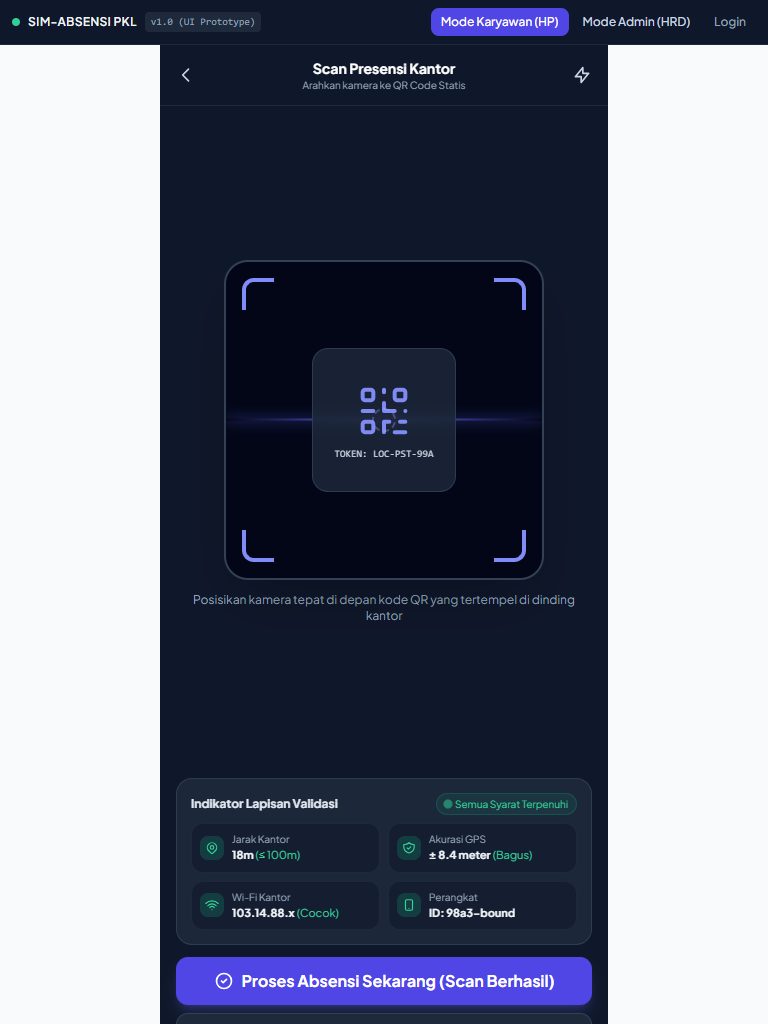 SIM-ABSENSI PKL v1.0 (UI Prototype) Mode Karyawan (HP) Mode Admin (HRD) Login
Scan Presensi Kantor
Arahkan kamera ke QR Code Statis
TOKEN: LOC-PST-99A
Posisikan kamera tepat di depan kode QR yang tertempel di dinding
kantor
Indikator Lapisan Validasi
Semua Syarat Terpenuhi
Jarak Kantor
18m (≤ 100m)
Akurasi GPS
± 8.4 meter (Bagus)
Wi-Fi Kantor
103.14.88.x (Cocok)
Perangkat
ID: 98a3-bound
Proses Absensi Sekarang (Scan Berhasil)